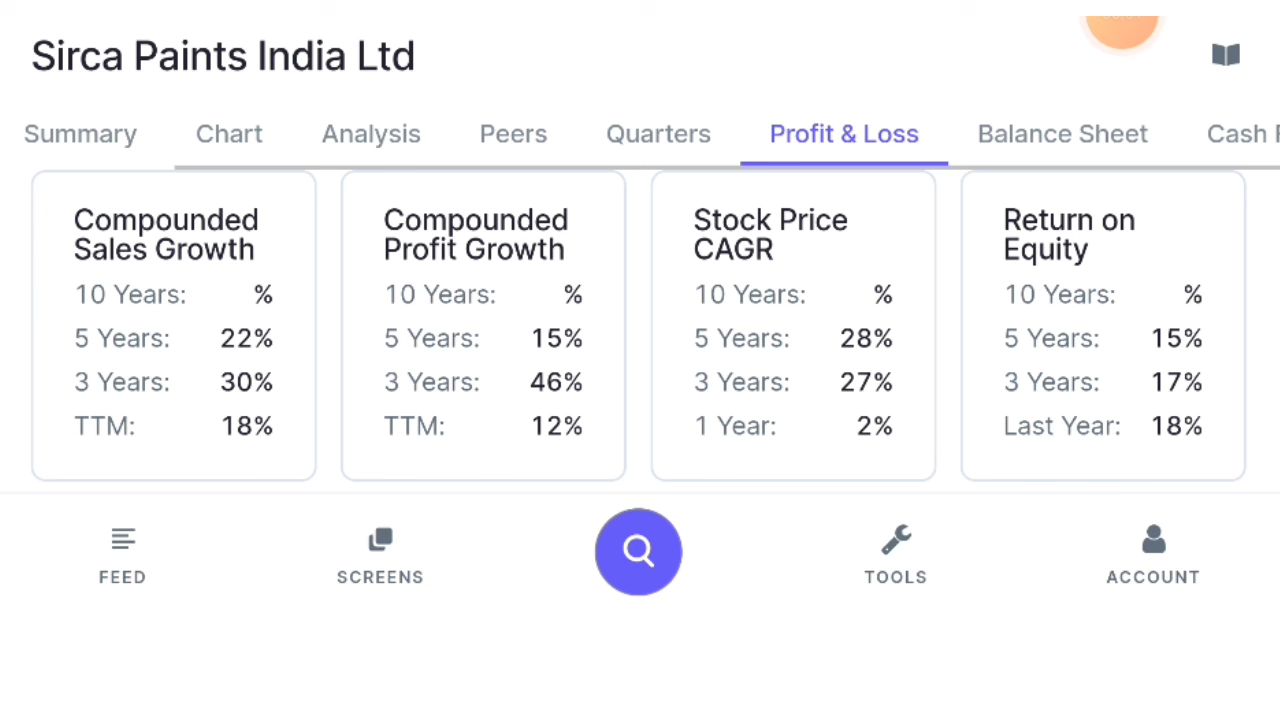 Sirca Paints India Ltd
Summary Chart Analysis Peers Quarters Profit & Loss Balance Sheet Cash
Compounded
Sales Growth
10 Years: %
5 Years: 22%
3 Years: 30%
TTM: 18%
Compounded
Profit Growth
10 Years: %
5 Years: 15%
3 Years: 46%
TTM: 12%
Stock Price
CAGR
10 Years: %
5 Years: 28%
3 Years: 27%
1 Year: 2%
Return on
Equity
10 Years: %
5 Years: 15%
3 Years: 17%
Last Year: 18%
FEED SCREENS TOOLS ACCOUNT